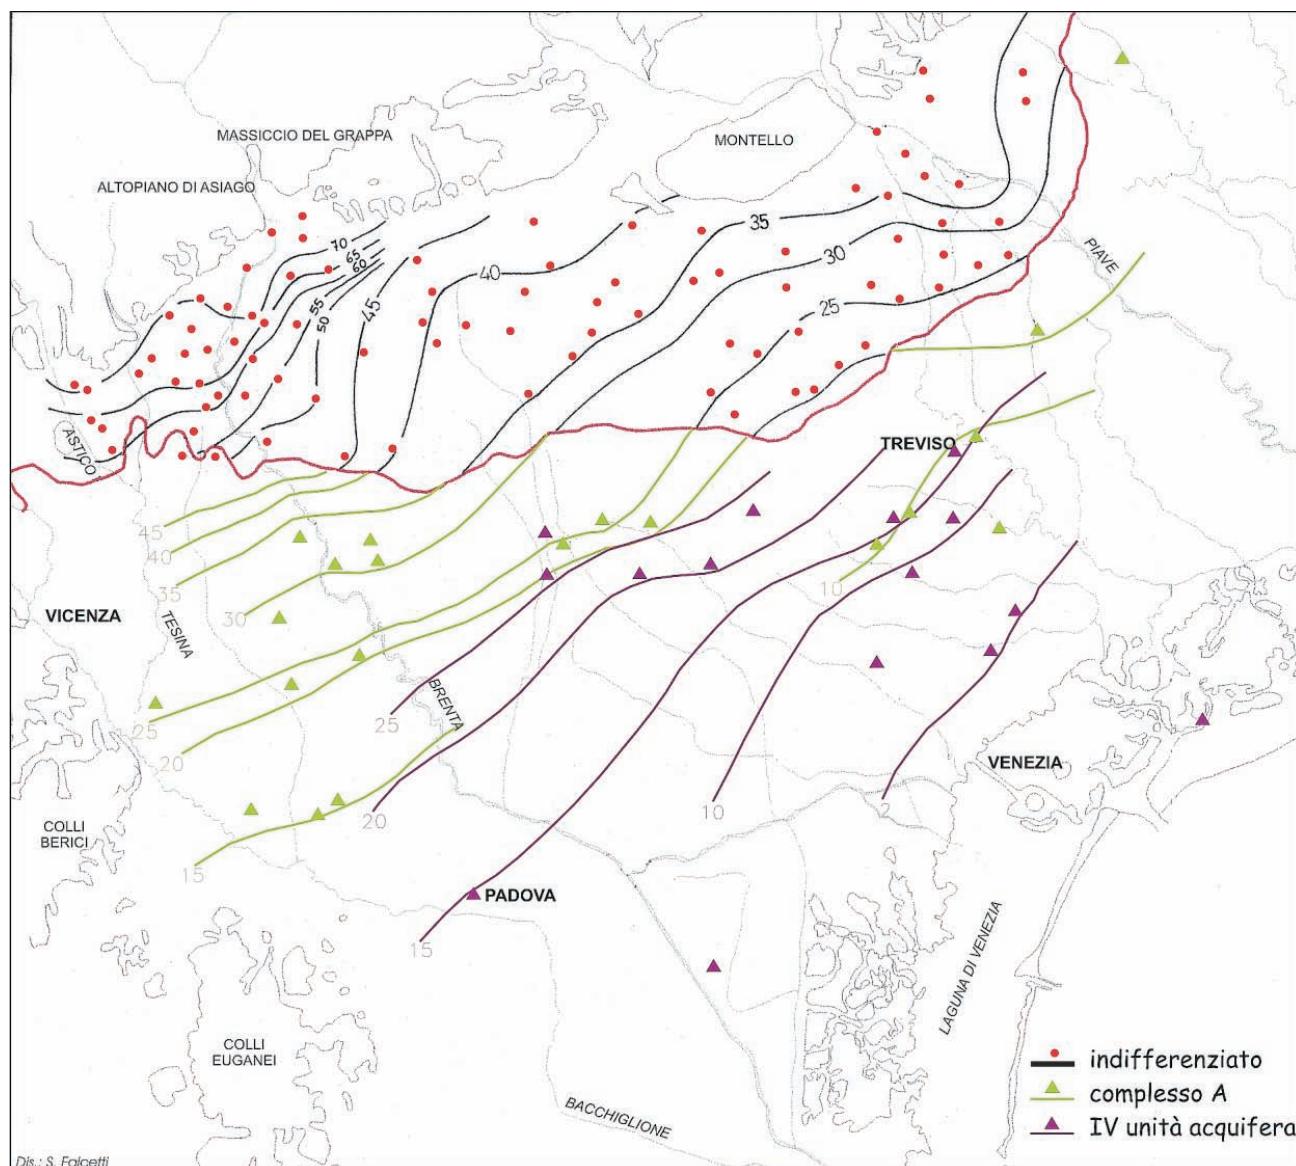 MASSICCIO DEL GRAPPA
MONTELLO
ALTOPIANO DI ASIAGO
70
65
60
55
50
45
40
35
30
25
PIAVE
ASTICO
TREVISO
45
40
35
30
25
20
15
10
VICENZA
TESINA
BRENTA
25
20
15
10
2
VENEZIA
COLLI
BERICI
PADOVA
LAGUNA DI VENEZIA
COLLI
EUGANEI
BACCHIGLIONE
indifferenziato
complesso A
IV unità acquifera
Dis.: S. Falcetti